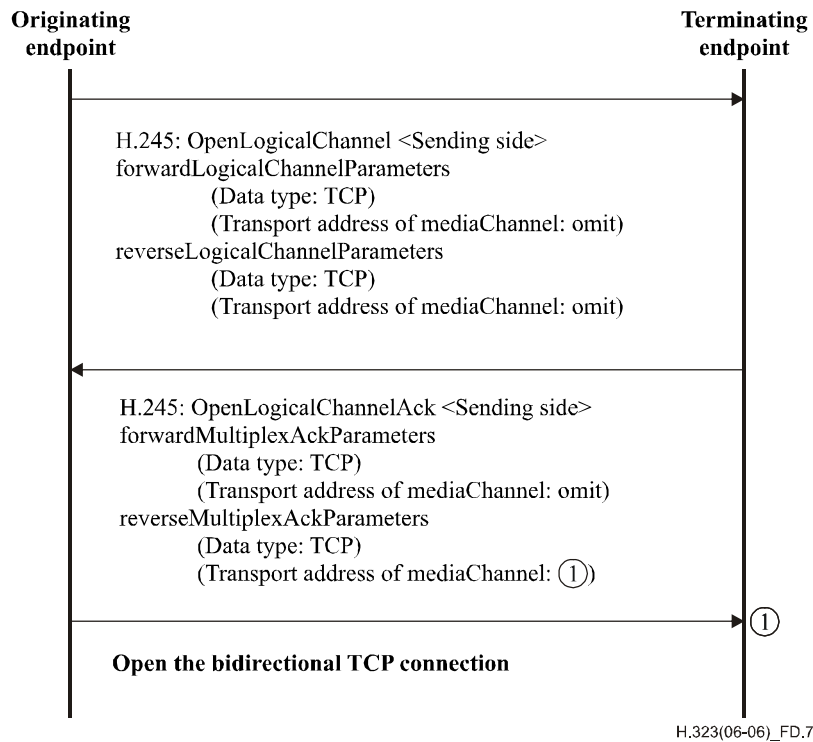 Originating
endpoint
Terminating
endpoint
H.245: OpenLogicalChannel <Sending side>
forwardLogicalChannelParameters
(Data type: TCP)
(Transport address of mediaChannel: omit)
reverseLogicalChannelParameters
(Data type: TCP)
(Transport address of mediaChannel: omit)
H.245: OpenLogicalChannelAck <Sending side>
forwardMultiplexAckParameters
(Data type: TCP)
(Transport address of mediaChannel: omit)
reverseMultiplexAckParameters
(Data type: TCP)
(Transport address of mediaChannel: ①)
①
Open the bidirectional TCP connection
H.323(06-06)_FD.7